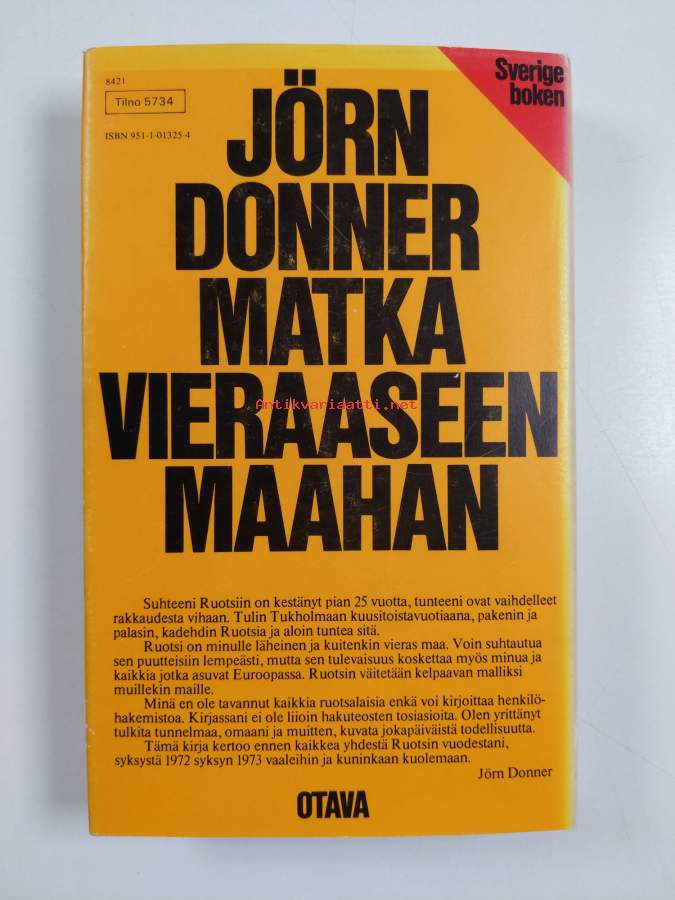 8421
Tilno 5734
ISBN 951-1-01325-4
Sverige
boken
JÖRN
DONNER
MATKA
VIERAASEEN
MAAHAN
Antikvariaatti.net
Suhteeni Ruotsiin on kestänyt pian 25 vuotta, tunteeni ovat vaihdelleet
rakkaudesta vihaan. Tulin Tukholmaan kuusitoistavuotiaana, pakenin ja
palasin, kadehdin Ruotsia ja aloin tuntea sitä.
Ruotsi on minulle läheinen ja kuitenkin vieras maa. Voin suhtautua
sen puutteisiin lempeästi, mutta sen tulevaisuus koskettaa myös minua ja
kaikkia jotka asuvat Euroopassa. Ruotsin väitetään kelpaavan malliksi
muillekin maille.
Minä en ole tavannut kaikkia ruotsalaisia enkä voi kirjoittaa henkilö-
hakemistoa. Kirjassani ei ole liioin hakuteosten tosiasioita. Olen yrittänyt
tulkita tunnelmaa, omaani ja muitten, kuvata jokapäiväistä todellisuutta.
Tämä kirja kertoo ennen kaikkea yhdestä Ruotsin vuodestani,
syksystä 1972 syksyn 1973 vaaleihin ja kuninkaan kuolemaan.
Jörn Donner
OTAVA